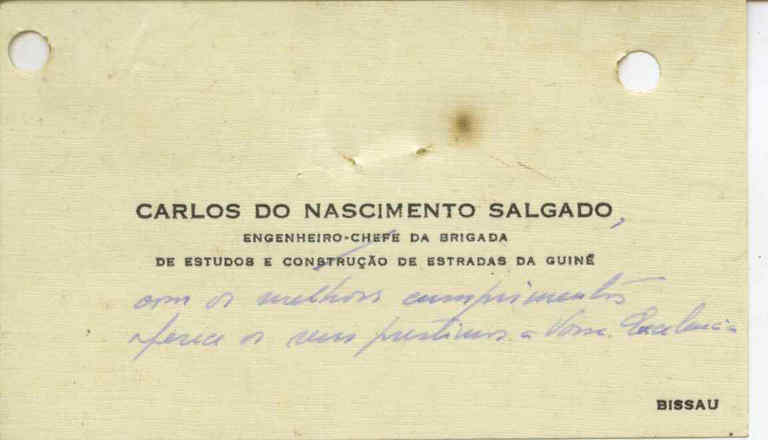 CARLOS DO NASCIMENTO SALGADO,
ENGENHEIRO-CHEFE DA BRIGADA
DE ESTUDOS E CONSTRUÇÃO DE ESTRADAS DA GUINÉ
com os melhores cumprimentos
oferece os seus préstimos a Vossa Excelência
BISSAU